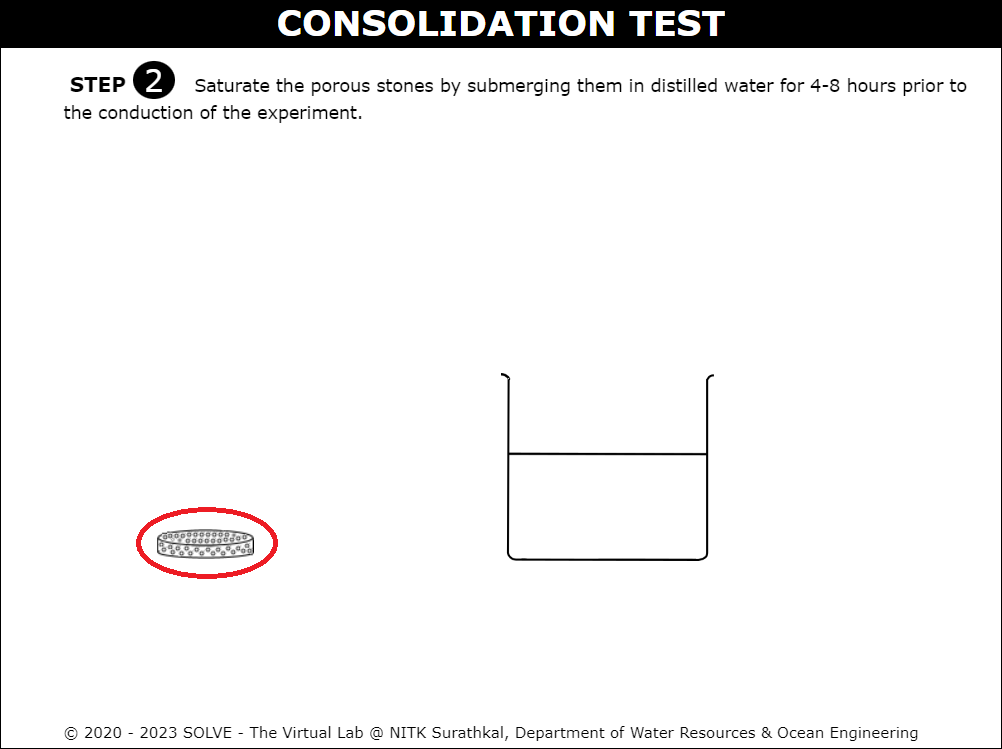 CONSOLIDATION TEST
STEP 2 Saturate the porous stones by submerging them in distilled water for 4-8 hours prior to
the conduction of the experiment.
© 2020 - 2023 SOLVE - The Virtual Lab @ NITK Surathkal, Department of Water Resources & Ocean Engineering